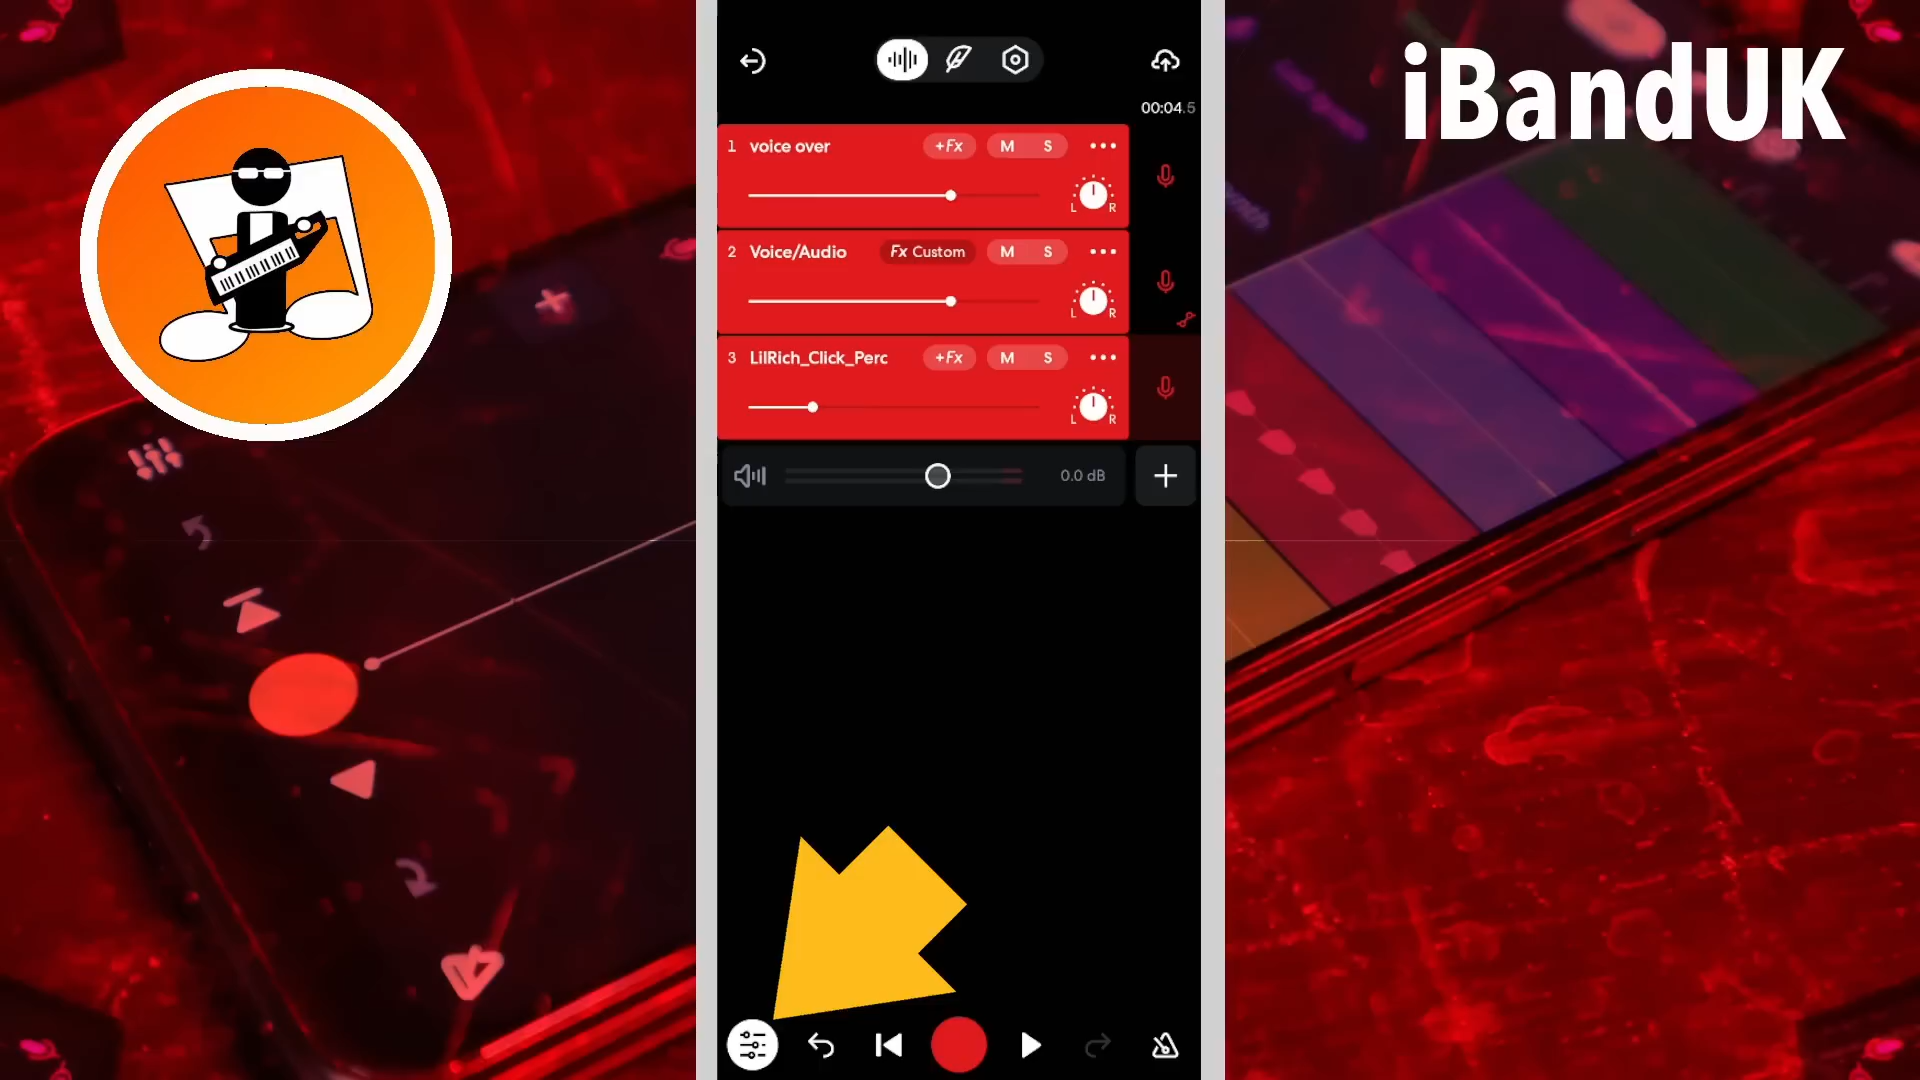 iBandUK
00:04.5
1 voice over +Fx M S
L R
2 Voice/Audio Fx Custom M S
L R
3 LilRich_Click_Perc +Fx M S
L R
0.0 dB